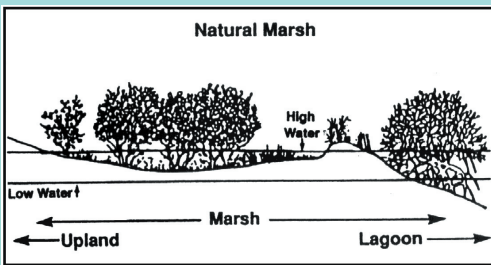 Natural Marsh
High
Water
Low Water
Marsh
Upland
Lagoon